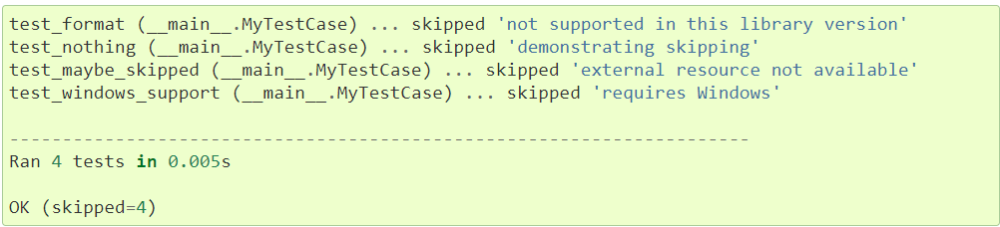 test_format (__main__.MyTestCase) ... skipped 'not supported in this library version'
test_nothing (__main__.MyTestCase) ... skipped 'demonstrating skipping'
test_maybe_skipped (__main__.MyTestCase) ... skipped 'external resource not available'
test_windows_support (__main__.MyTestCase) ... skipped 'requires Windows'
----------------------------------------------------------------------
Ran 4 tests in 0.005s
OK (skipped=4)